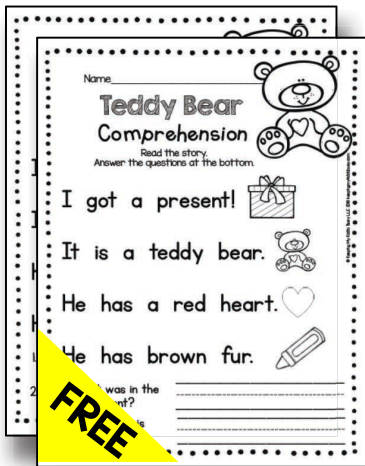 Name
Teddy Bear
Comprehension
Read the story.
Answer the questions at the bottom.
I got a present!
It is a teddy bear.
He has a red heart.
He has brown fur.
was in the
FREE